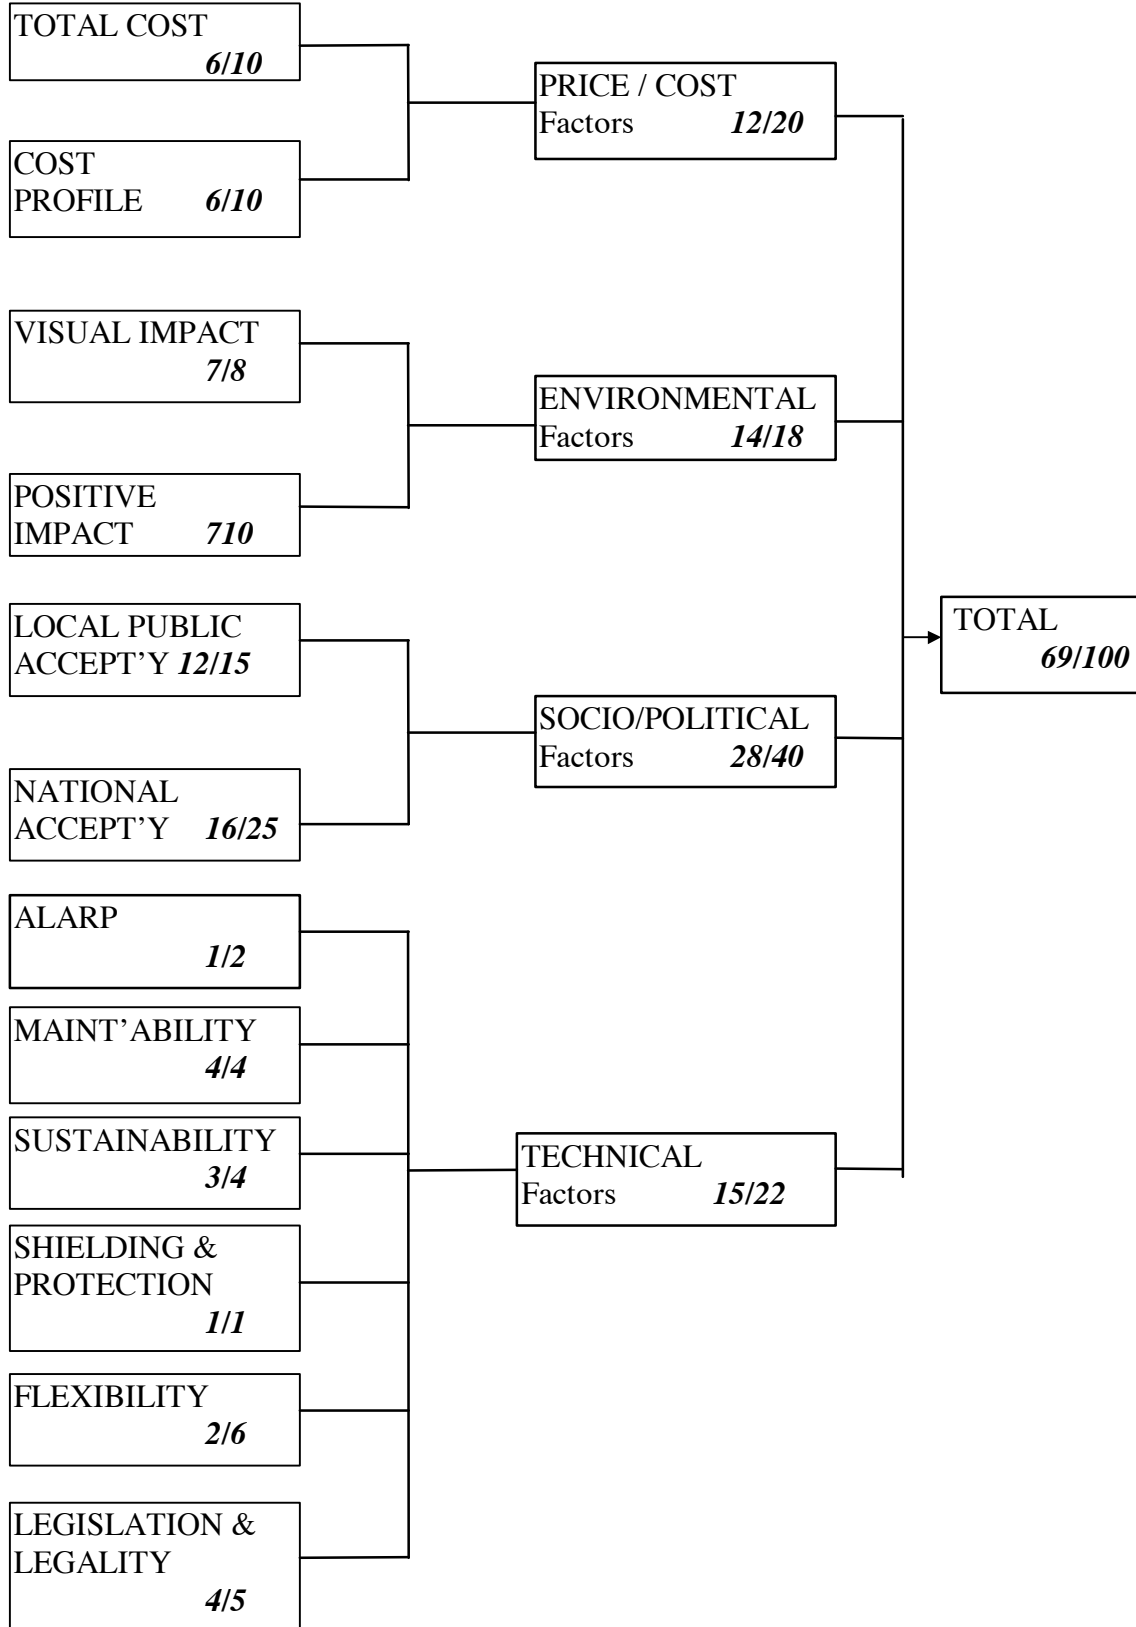 TOTAL COST
6/10
COST
PROFILE 6/10
VISUAL IMPACT
7/8
POSITIVE
IMPACT 710
LOCAL PUBLIC
ACCEPT’Y 12/15
NATIONAL
ACCEPT’Y 16/25
ALARP
1/2
MAINT’ABILITY
4/4
SUSTAINABILITY
3/4
SHIELDING &
PROTECTION
1/1
FLEXIBILITY
2/6
LEGISLATION &
LEGALITY
4/5
PRICE / COST
Factors 12/20
ENVIRONMENTAL
Factors 14/18
SOCIO/POLITICAL
Factors 28/40
TECHNICAL
Factors 15/22
TOTAL
69/100